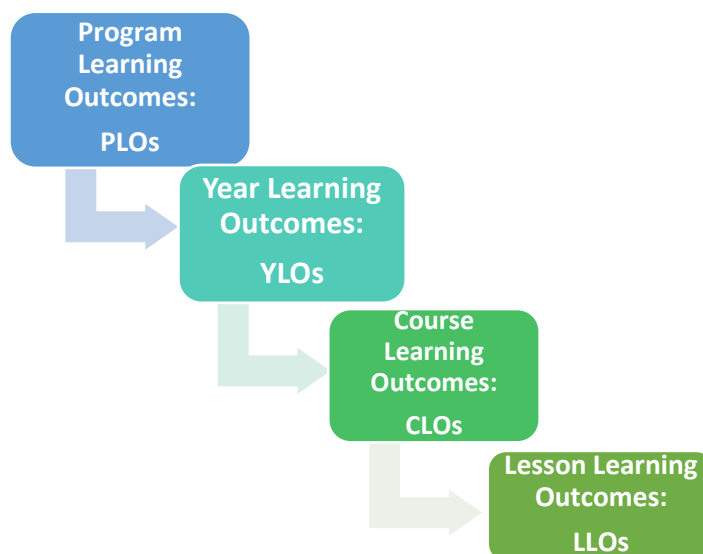 Program
Learning
Outcomes:
PLOs
Year Learning
Outcomes:
YLOs
Course
Learning
Outcomes:
CLOs
Lesson Learning
Outcomes:
LLOs